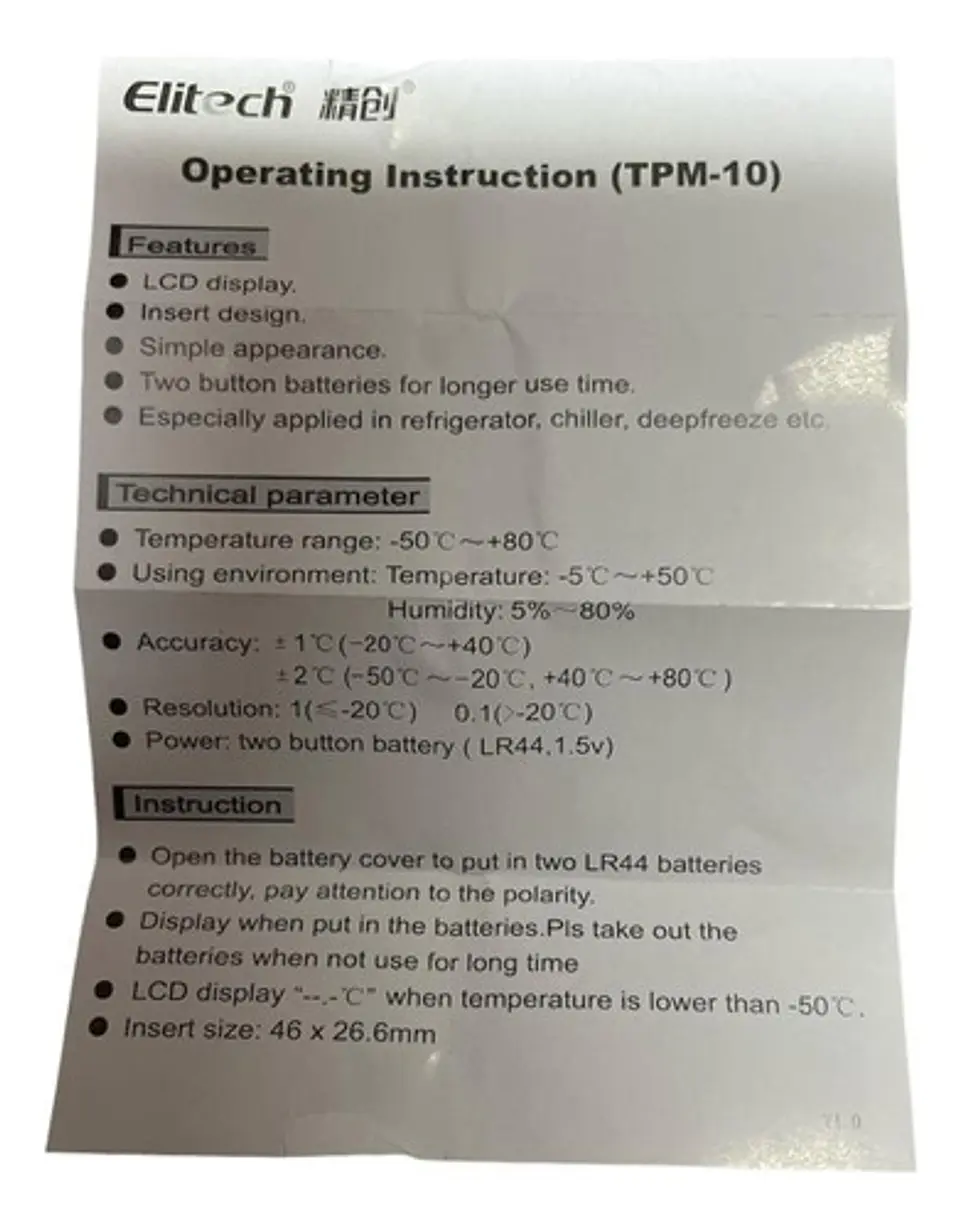 Elitech® 精创®
Operating Instruction (TPM-10)
Features
● LCD display.
● Insert design.
● Simple appearance.
● Two button batteries for longer use time.
● Especially applied in refrigerator, chiller, deepfreeze etc.
Technical parameter
● Temperature range: -50℃～+80℃
● Using environment: Temperature: -5℃～+50℃
Humidity: 5%～80%
● Accuracy: ±1℃(-20℃～+40℃)
±2℃(-50℃～-20℃, +40℃～+80℃)
● Resolution: 1(≤-20℃) 0.1(>-20℃)
● Power: two button battery ( LR44,1.5v)
Instruction
● Open the battery cover to put in two LR44 batteries
correctly, pay attention to the polarity.
● Display when put in the batteries.Pls take out the
batteries when not use for long time
● LCD display "--.-℃" when temperature is lower than -50℃.
● Insert size: 46 x 26.6mm